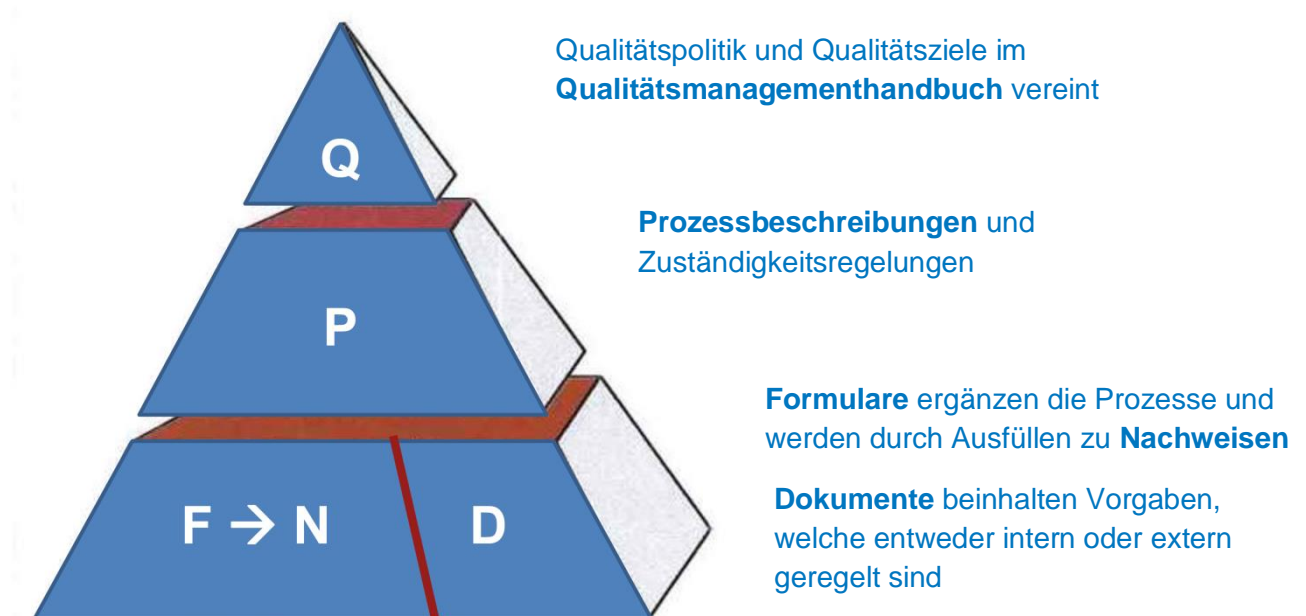 Qualitätspolitik und Qualitätsziele im
Qualitätsmanagementhandbuch vereint
Q
Prozessbeschreibungen und
Zuständigkeitsregelungen
P
Formulare ergänzen die Prozesse und
werden durch Ausfüllen zu Nachweisen
F → N
D
Dokumente beinhalten Vorgaben,
welche entweder intern oder extern
geregelt sind